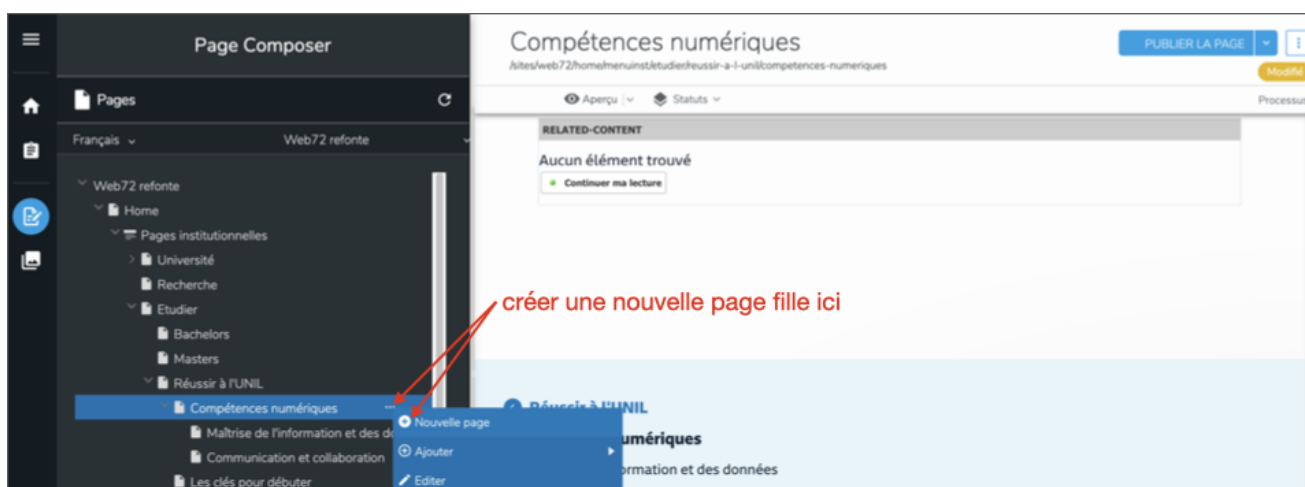 Page Composer
Pages
Français
Web72 refonte
Web72 refonte
Home
Pages institutionnelles
Université
Recherche
Etudier
Bachelors
Masters
Réussir à l'UNIL
Compétences numériques
Maîtrise de l'information et des do
Communication et collaboration
Les clés pour débuter
Nouvelle page
Ajouter
Editer
Compétences numériques
/sites/web72/home/menuinst/etudier/reussir-a-l-unil/competences-numeriques
PUBLIER LA PAGE
Modifié
Aperçu
Statuts
Processus
RELATED-CONTENT
Aucun élément trouvé
Continuer ma lecture
créer une nouvelle page fille ici
Réussir à l'UNIL
umériques
ormation et des données